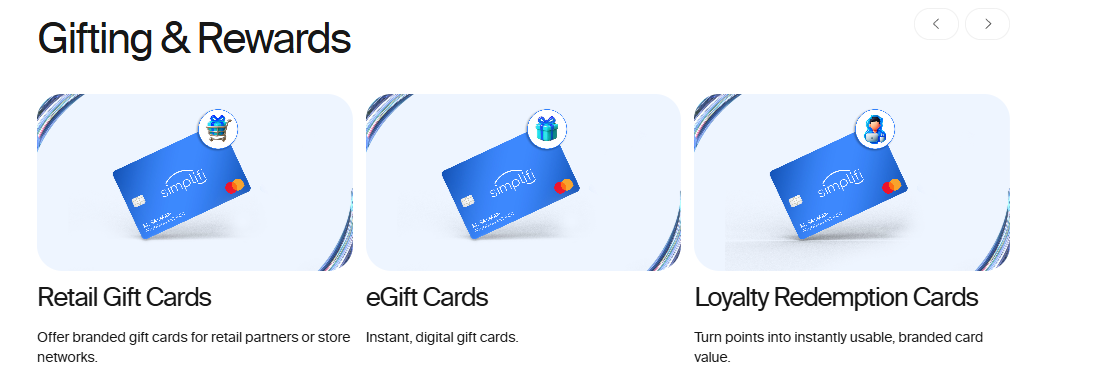 Gifting & Rewards
simplifi
simplifi
simplifi
Retail Gift Cards
eGift Cards
Loyalty Redemption Cards
Offer branded gift cards for retail partners or store
networks.
Instant, digital gift cards.
Turn points into instantly usable, branded card
value.